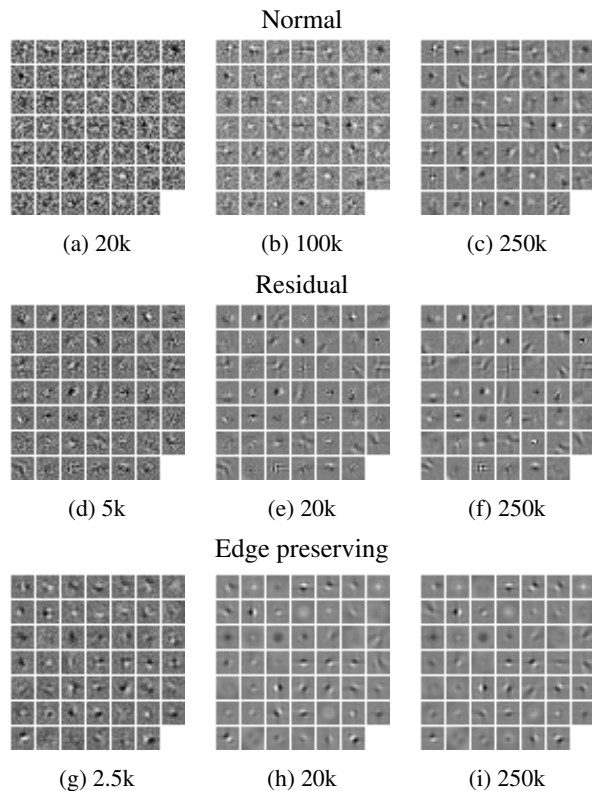 Normal
(a) 20k (b) 100k (c) 250k
Residual
(d) 5k (e) 20k (f) 250k
Edge preserving
(g) 2.5k (h) 20k (i) 250k